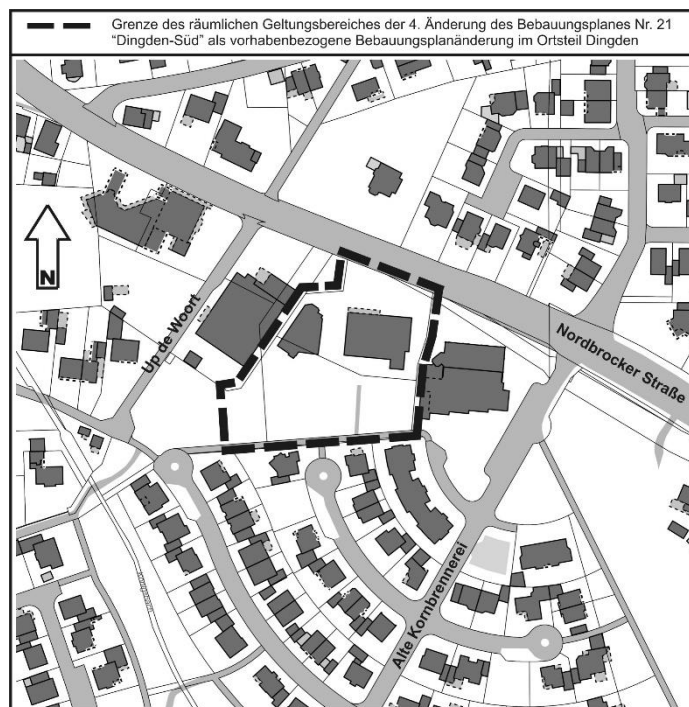 Grenze des räumlichen Geltungsbereiches der 4. Änderung des Bebauungsplanes Nr. 21
“Dingden-Süd” als vorhabenbezogene Bebauungsplanänderung im Ortsteil Dingden
N
Up de Woort
Nordbrocker Straße
Alte Kornbrennerei